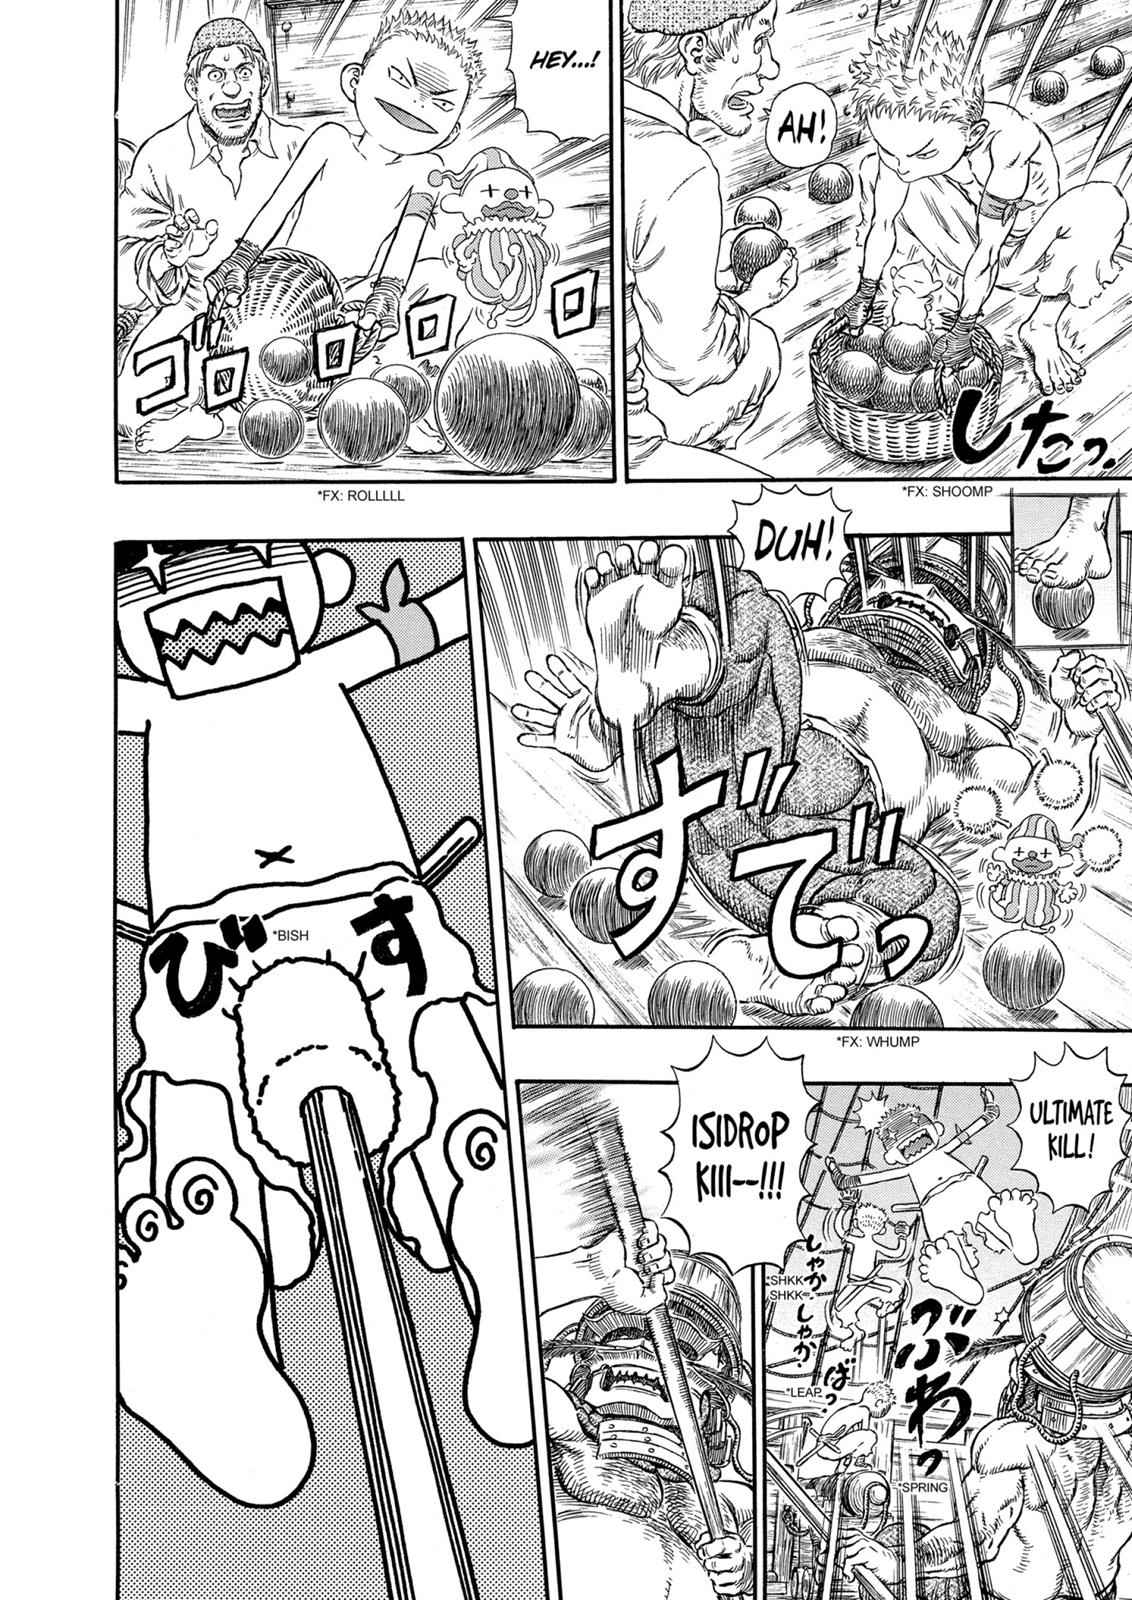 AH!
したっ.
*FX: SHOOMP
HEY...!
ゴロロロロ
*FX: ROLLLLL
DUH!
ずでっ
*FX: WHUMP
ULTIMATE
KILL!
しゃか
しゃか.
*SHKK
SHKK
ばっ
*LEAP
ぶわっ
*SPRING
ISIDROP
KIII--!!!
びす
*BISH